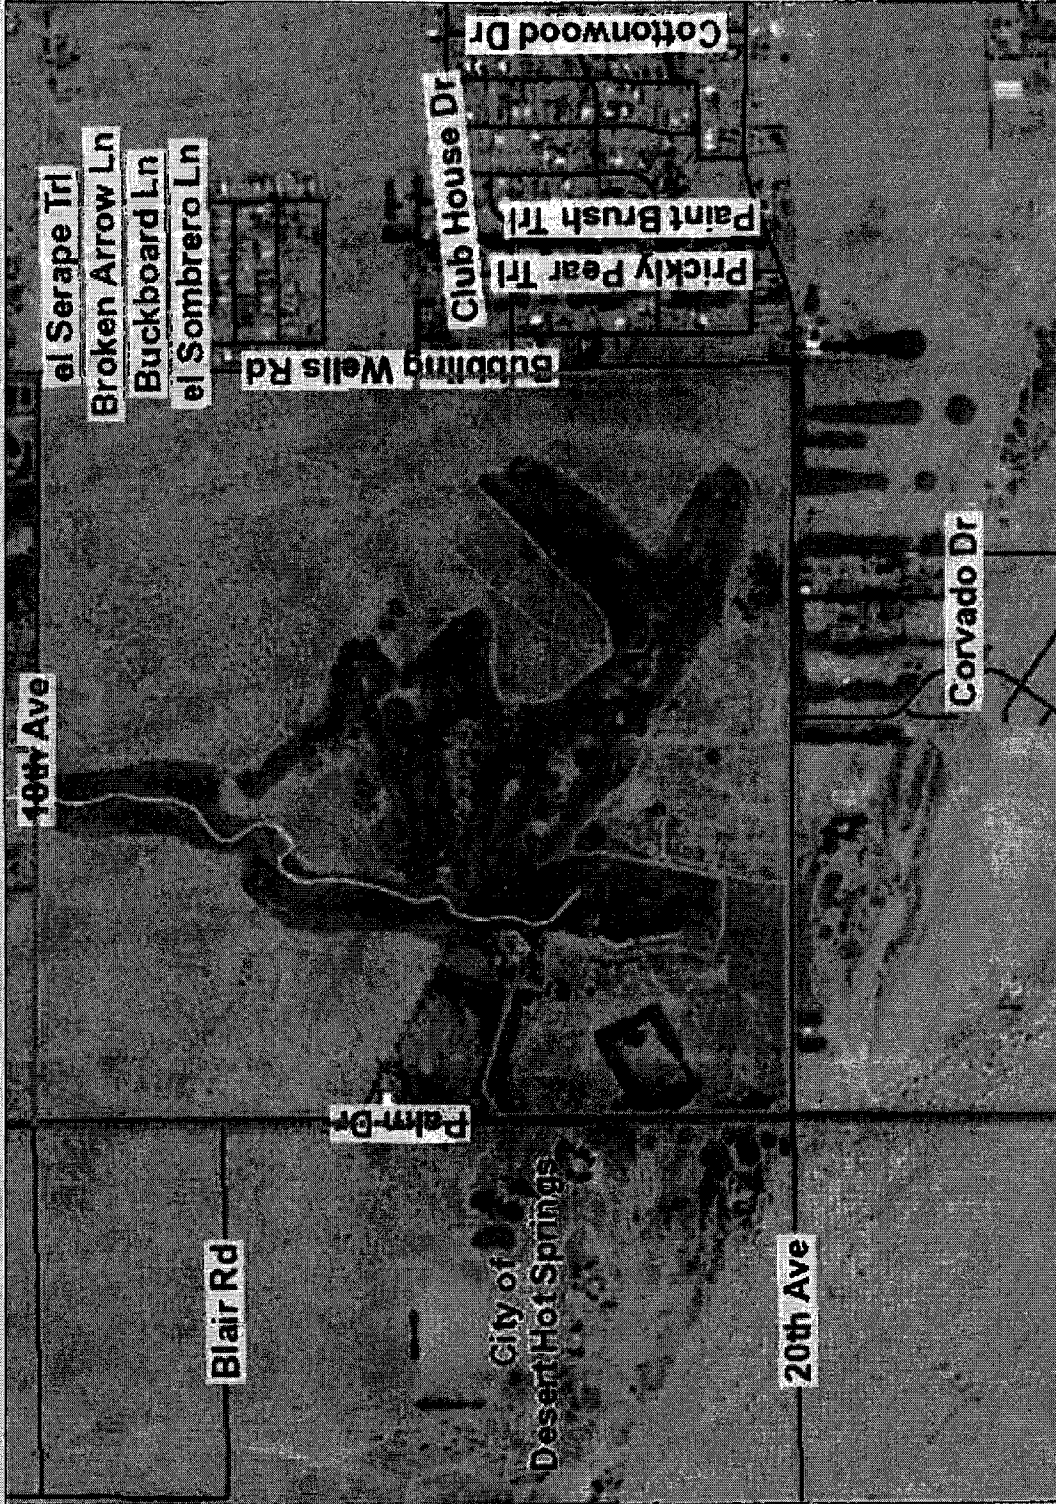 el Serape Trl
Broken Arrow Ln
Buckboard Ln
el Sombrero Ln
Cottonwood Dr
Club House Dr
Paint Brush Trl
Prickly Pear Trl
Bubbling Wells Rd
18th Ave
Corvado Dr
Palm Dr
Blair Rd
City of
Desert Hot Springs
20th Ave